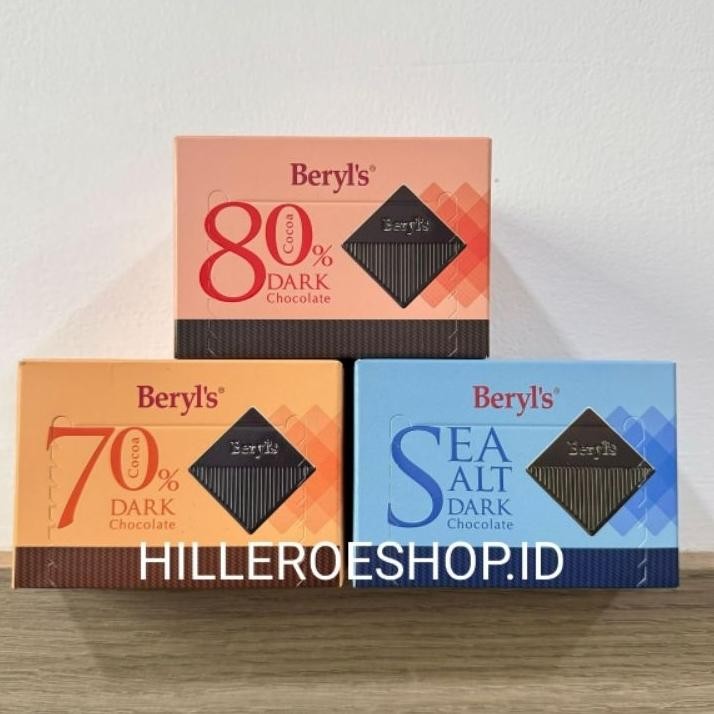 Beryl's®
80%
Cocoa
DARK
Chocolate
Beryl's
Beryl's®
70%
Cocoa
DARK
Chocolate
Beryl's
Beryl's®
SEA
SALT
DARK
Chocolate
Beryl's
HILLEROESHOP.ID